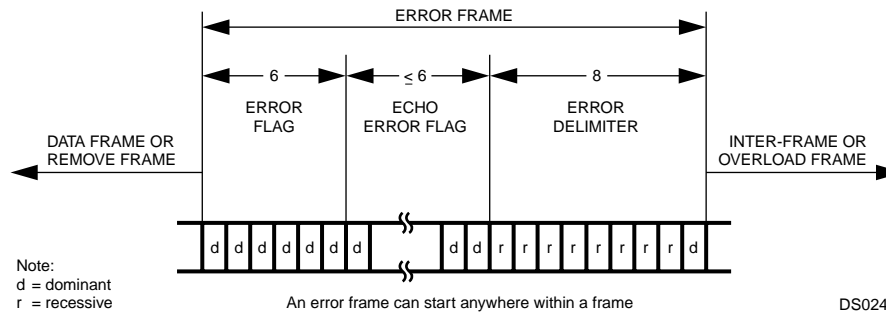 ERROR FRAME
6
≤ 6
8
ERROR
FLAG
ECHO
ERROR FLAG
ERROR
DELIMITER
DATA FRAME OR
REMOVE FRAME
INTER-FRAME OR
OVERLOAD FRAME
d d d d d d d d d r r r r r r r d
Note:
d = dominant
r = recessive
An error frame can start anywhere within a frame
DS024